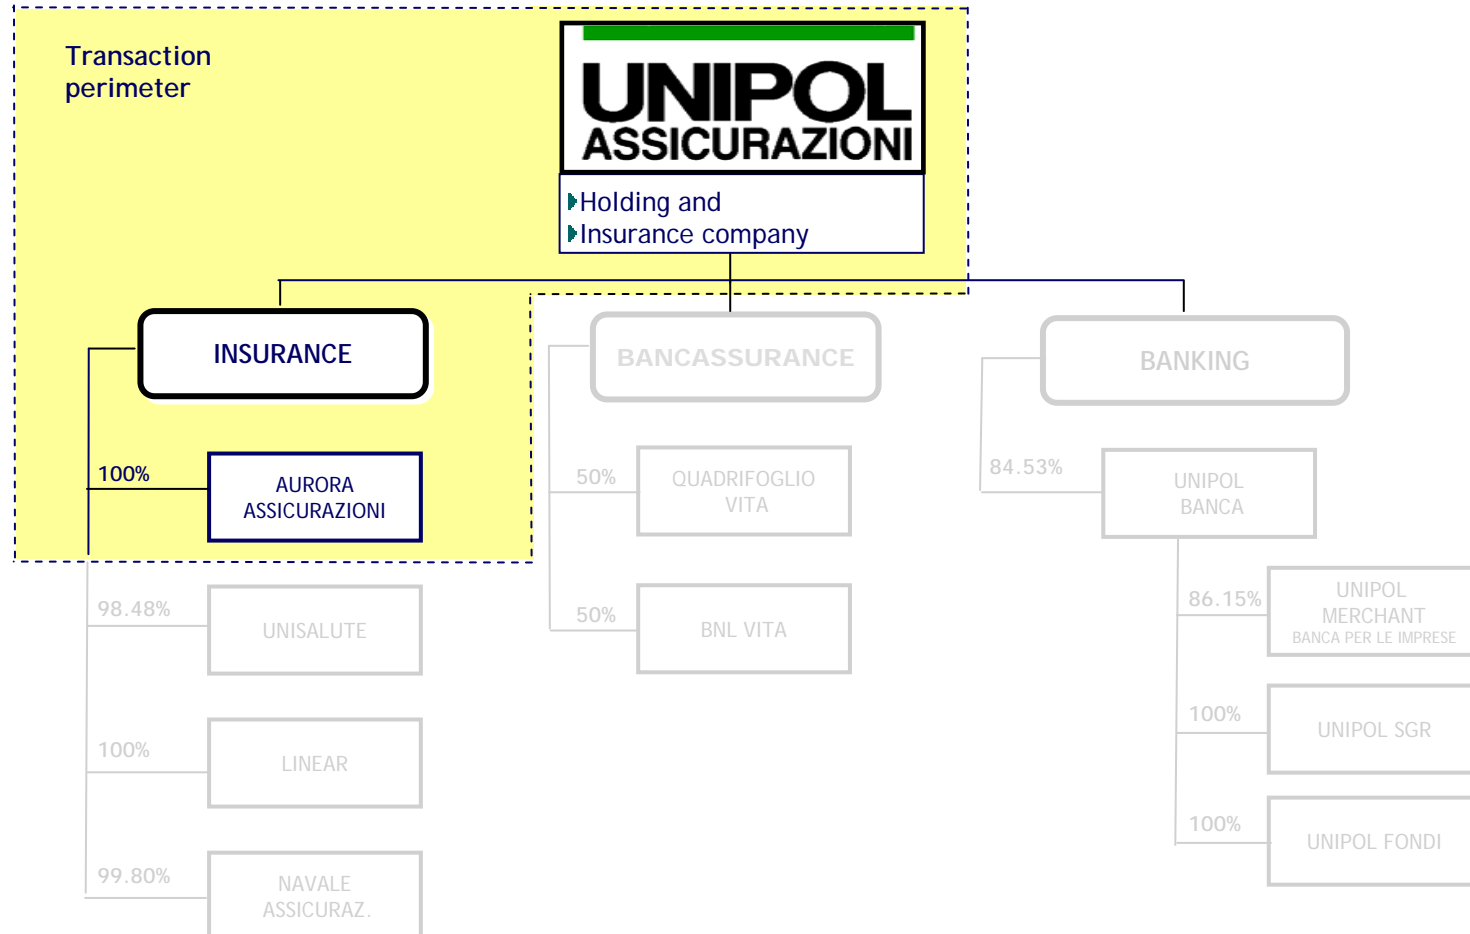 Transaction
perimeter
UNIPOL
ASSICURAZIONI
Holding and
Insurance company
INSURANCE
BANCASSURANCE
BANKING
100%
AURORA
ASSICURAZIONI
50%
QUADRIFOGLIO
VITA
84.53%
UNIPOL
BANCA
98.48%
UNISALUTE
50%
BNL VITA
86.15%
UNIPOL
MERCHANT
BANCA PER LE IMPRESE
100%
LINEAR
100%
UNIPOL SGR
99.80%
NAVALE
ASSICURAZ.
100%
UNIPOL FONDI